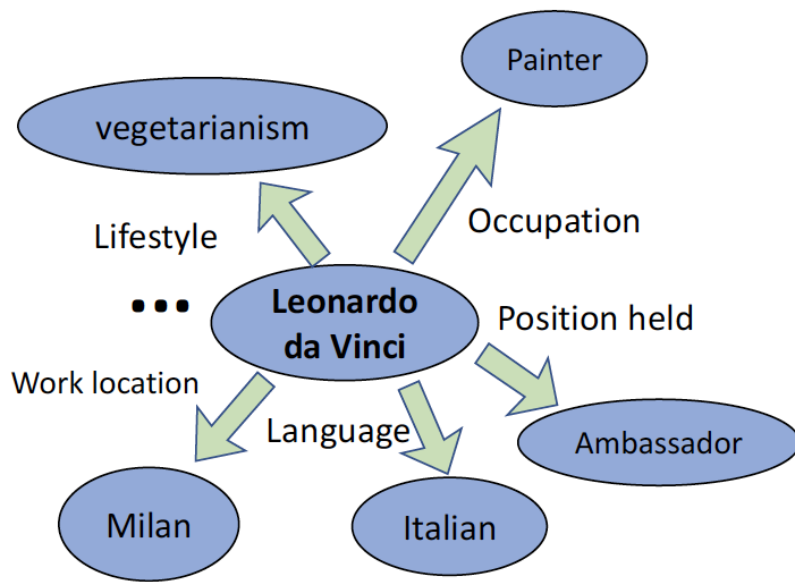 Painter
vegetarianism
Occupation
Lifestyle
...
Leonardo
da Vinci
Position held
Work location
Language
Ambassador
Milan
Italian